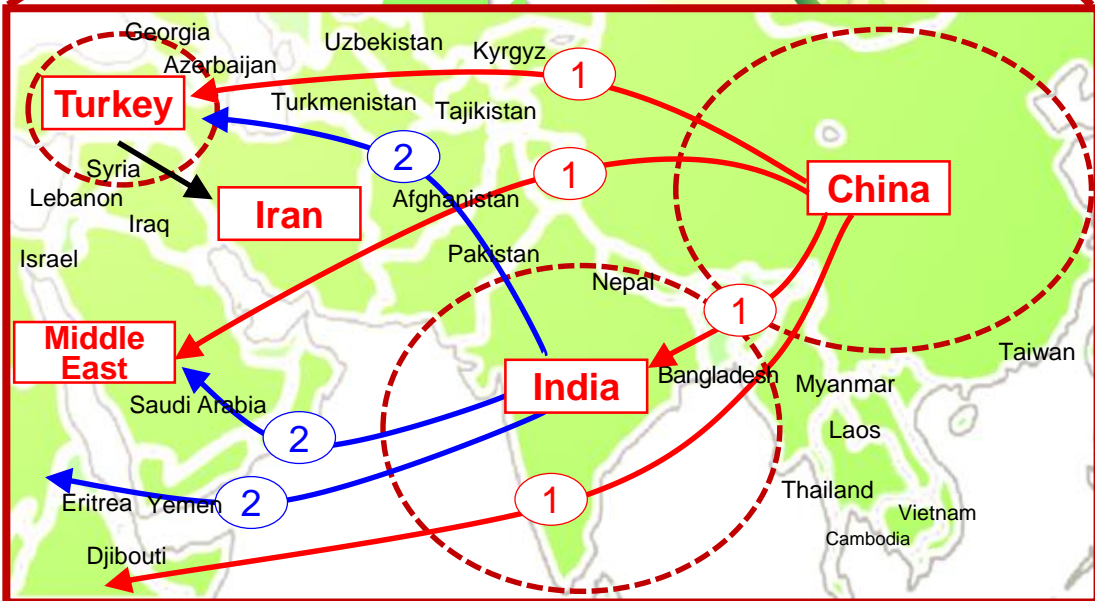 Georgia
Uzbekistan
Kyrgyz
Azerbaijan
1
Turkey
Turkmenistan
Tajikistan
2
1
Syria
China
Lebanon
Afghanistan
Iran
Iraq
Pakistan
Israel
Nepal
1
Middle
East
Taiwan
India
Bangladesh
Myanmar
Saudi Arabia
2
Laos
2
1
Thailand
Eritrea
Yemen
Vietnam
Cambodia
Djibouti